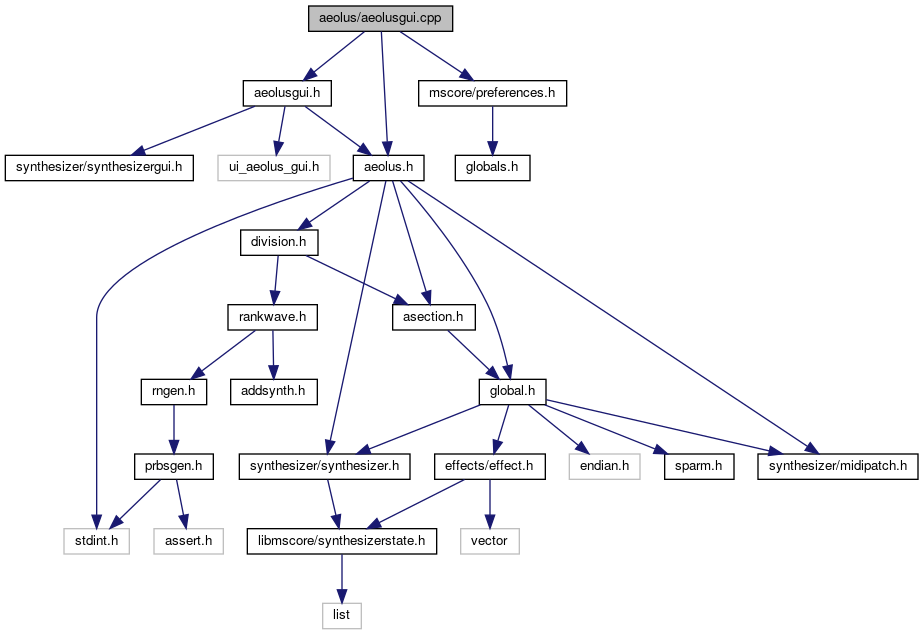 aeolus/aeolusgui.cpp
aeolusgui.h
mscore/preferences.h
synthesizer/synthesizergui.h
ui_aeolus_gui.h
aeolus.h
globals.h
division.h
rankwave.h
asection.h
rngen.h
addsynth.h
global.h
prbsgen.h
synthesizer/synthesizer.h
effects/effect.h
endian.h
sparm.h
synthesizer/midipatch.h
stdint.h
assert.h
libmscore/synthesizerstate.h
vector
list